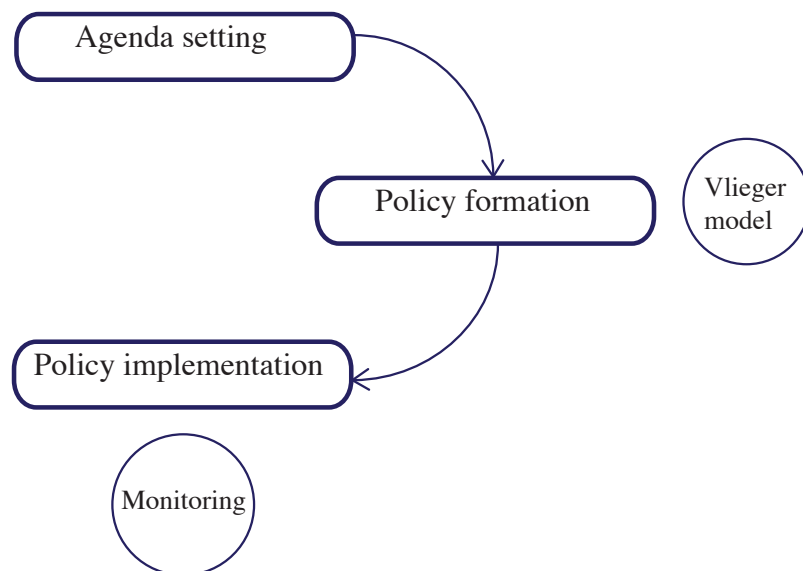 Agenda setting
Policy formation
Vlieger
model
Policy implementation
Monitoring